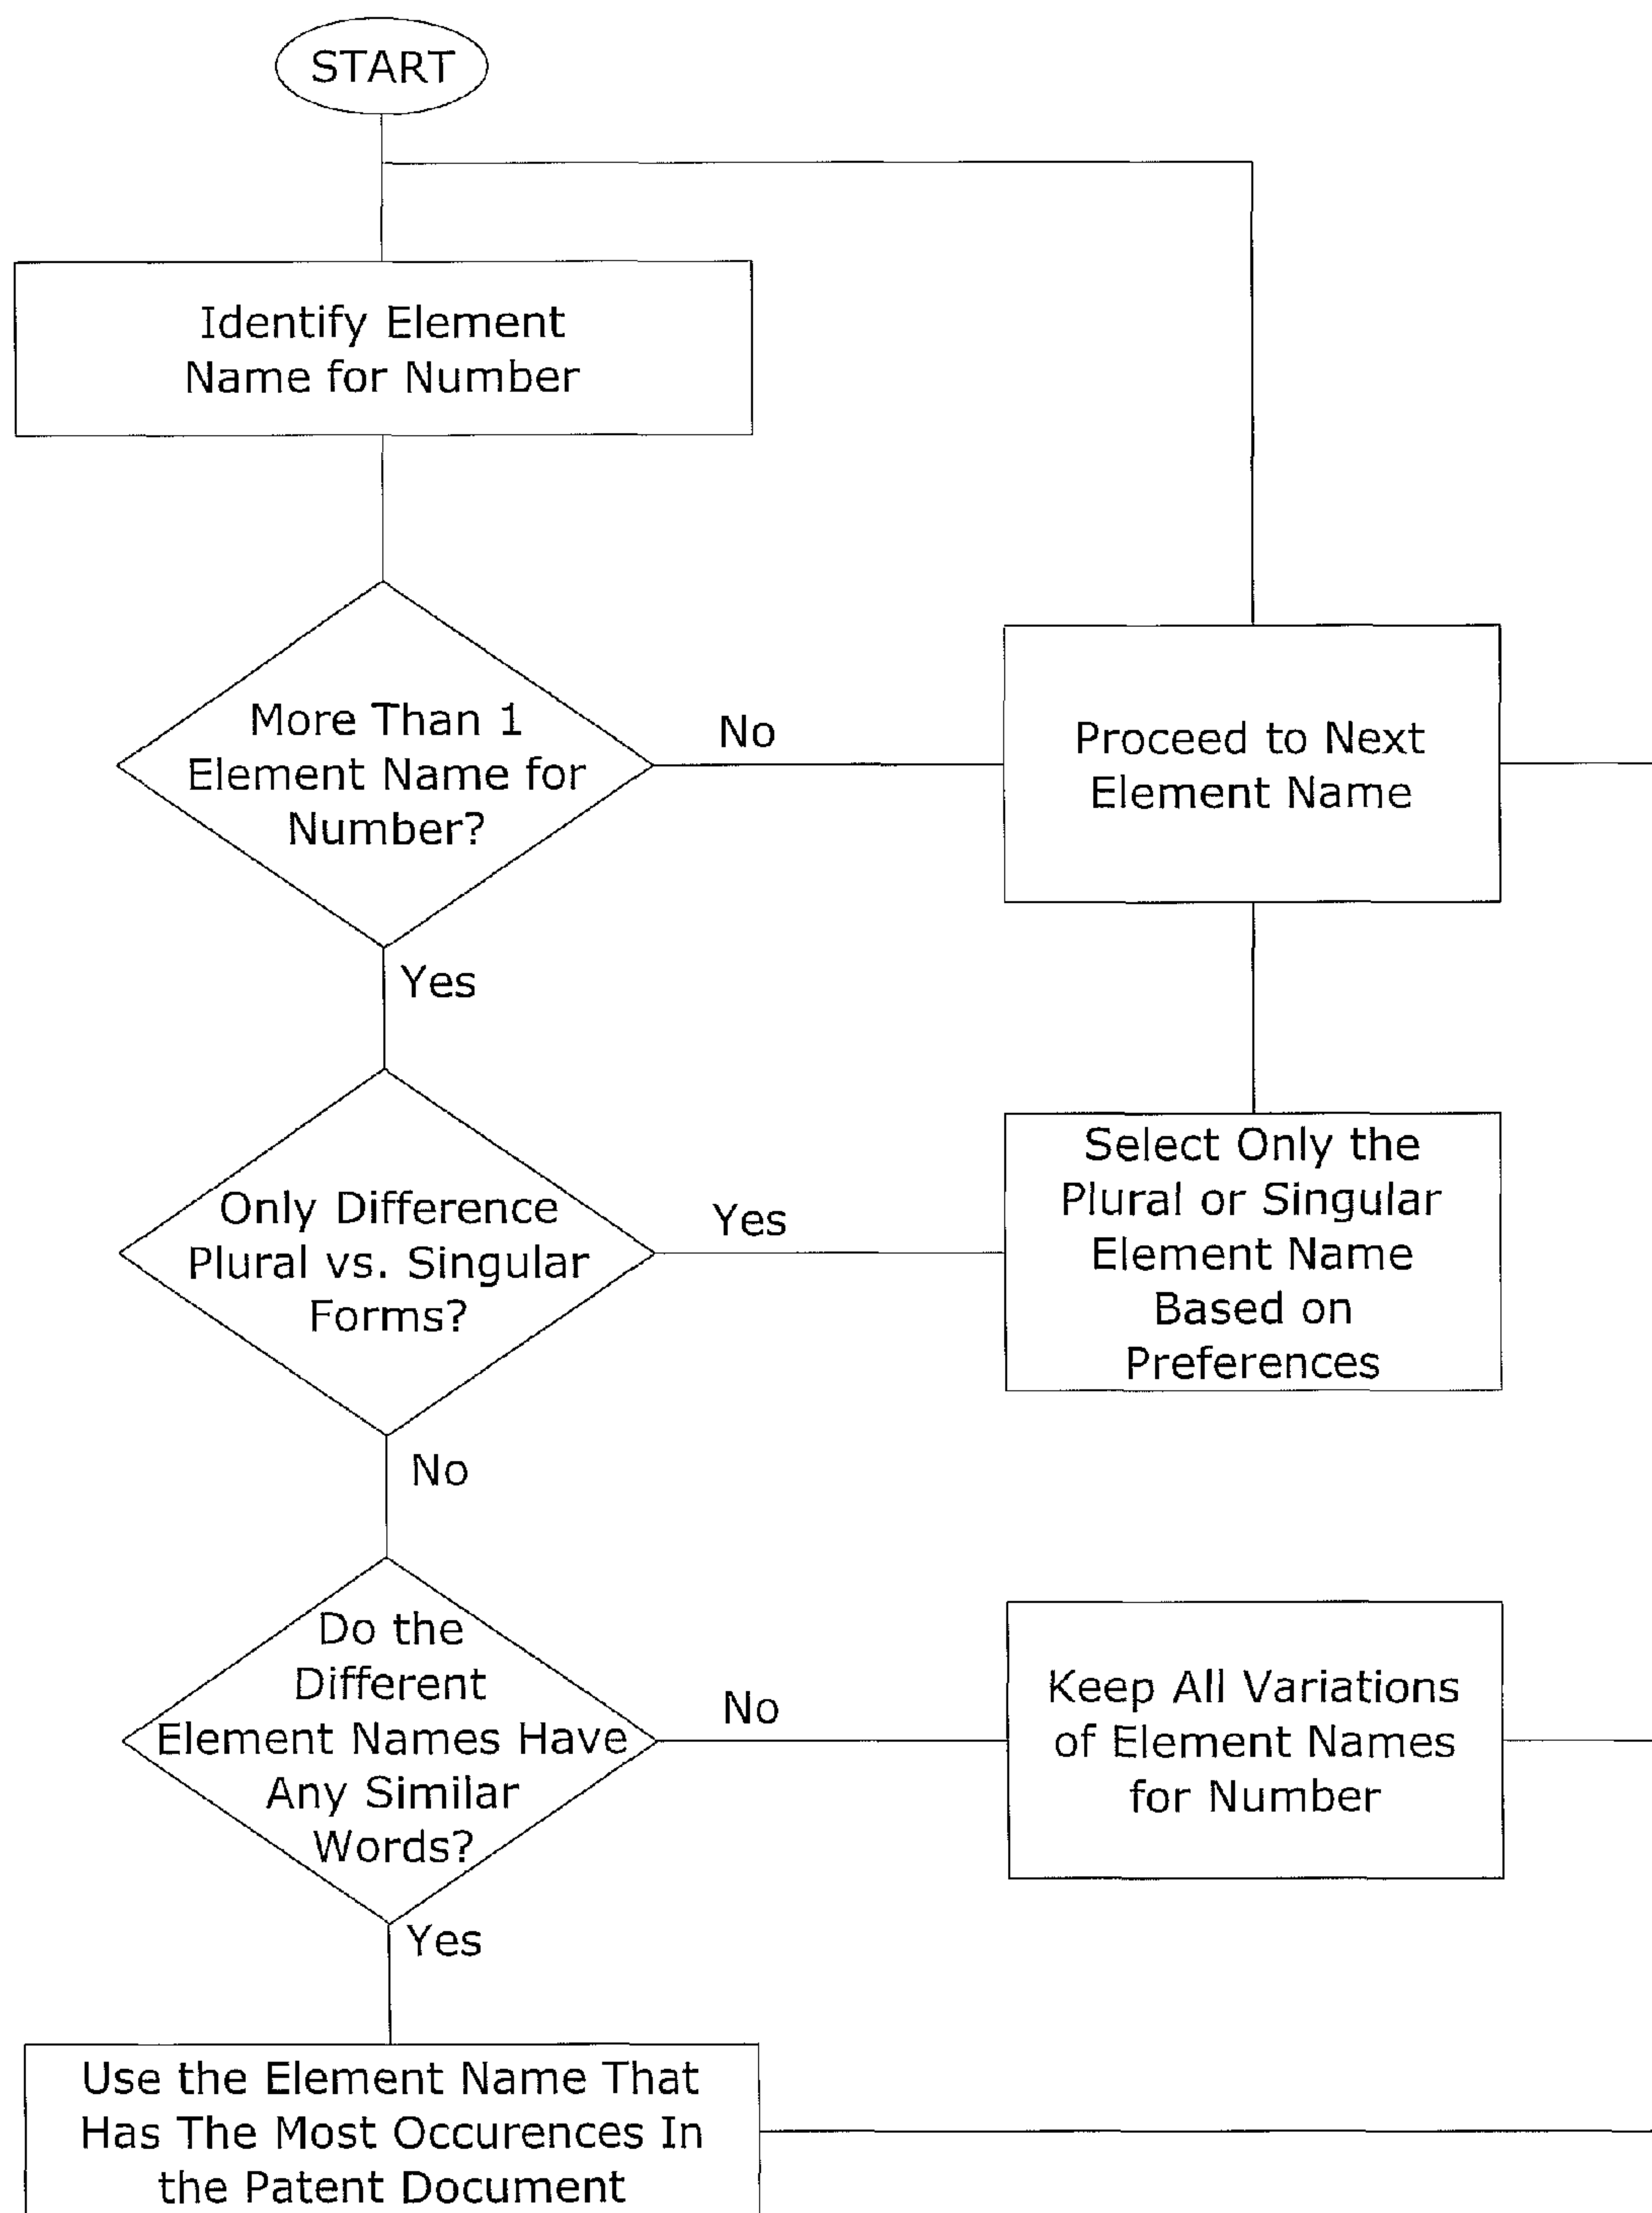 START
Identify Element
Name for Number
More Than 1
Element Name for
Number?
No
Proceed to Next
Element Name
Yes
Only Difference
Plural vs. Singular
Forms?
Yes
Select Only the
Plural or Singular
Element Name
Based on
Preferences
No
Do the
Different
Element Names Have
Any Similar
Words?
No
Keep All Variations
of Element Names
for Number
Yes
Use the Element Name That
Has The Most Occurences In
the Patent Document